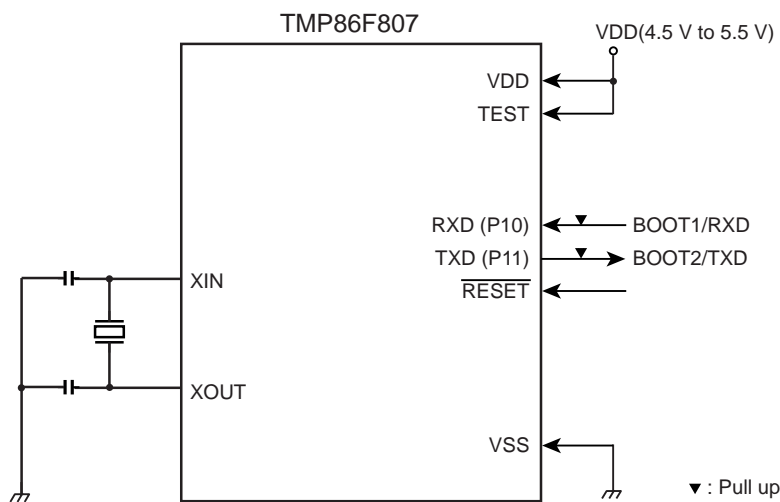 TMP86F807
VDD(4.5 V to 5.5 V)
VDD
TEST
RXD (P10)
BOOT1/RXD
TXD (P11)
BOOT2/TXD
RESET
XIN
XOUT
VSS
▼ : Pull up